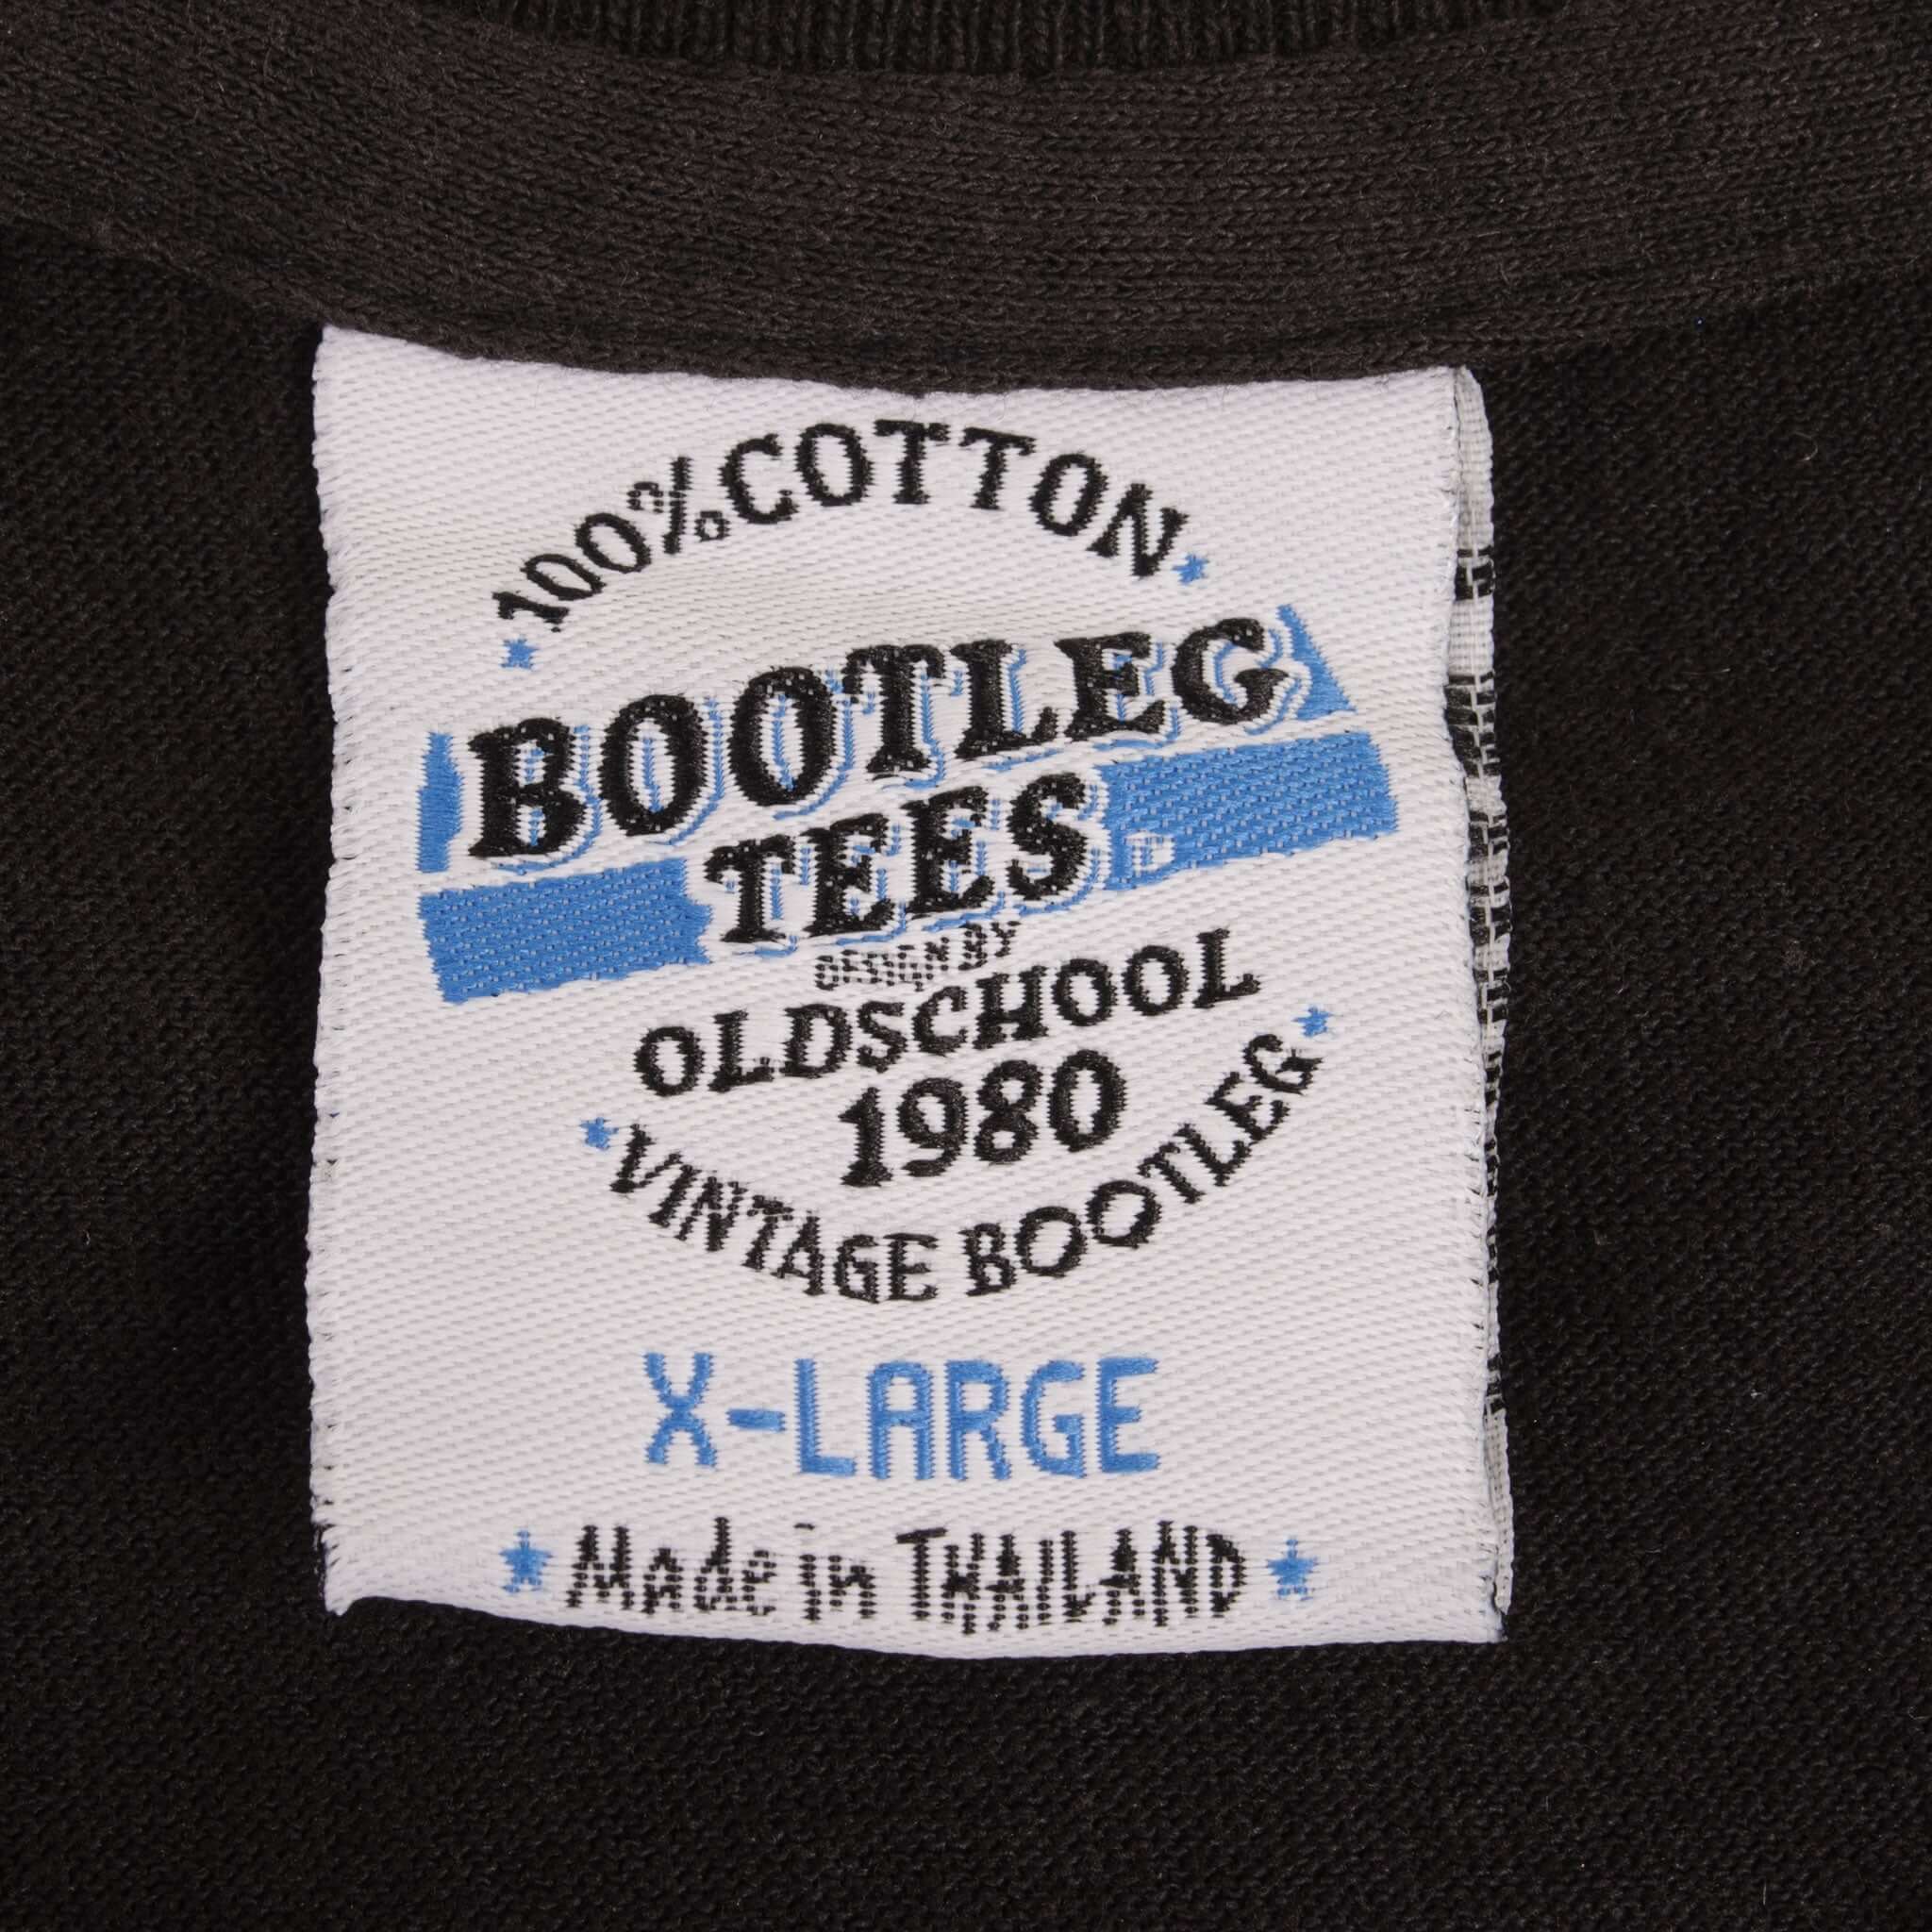 100% COTTON
BOOTLEG
TEES
DESIGN BY
OLDSCHOOL
1980
VINTAGE BOOTLEG
X-LARGE
Made in THAILAND